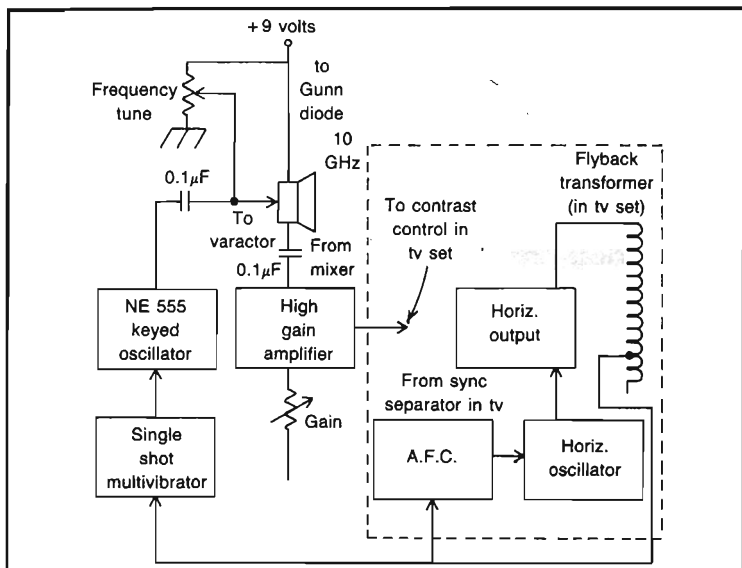 +9 volts
to
Gunn
diode
Frequency
tune
10
GHz
0.1μF
To
varactor
From
mixer
0.1μF
NE 555
keyed
oscillator
High
gain
amplifier
Gain
Single
shot
multivibrator
To contrast
control in
tv set
Flyback
transformer
(in tv set)
Horiz.
output
From sync
separator in tv
A.F.C.
Horiz.
oscillator